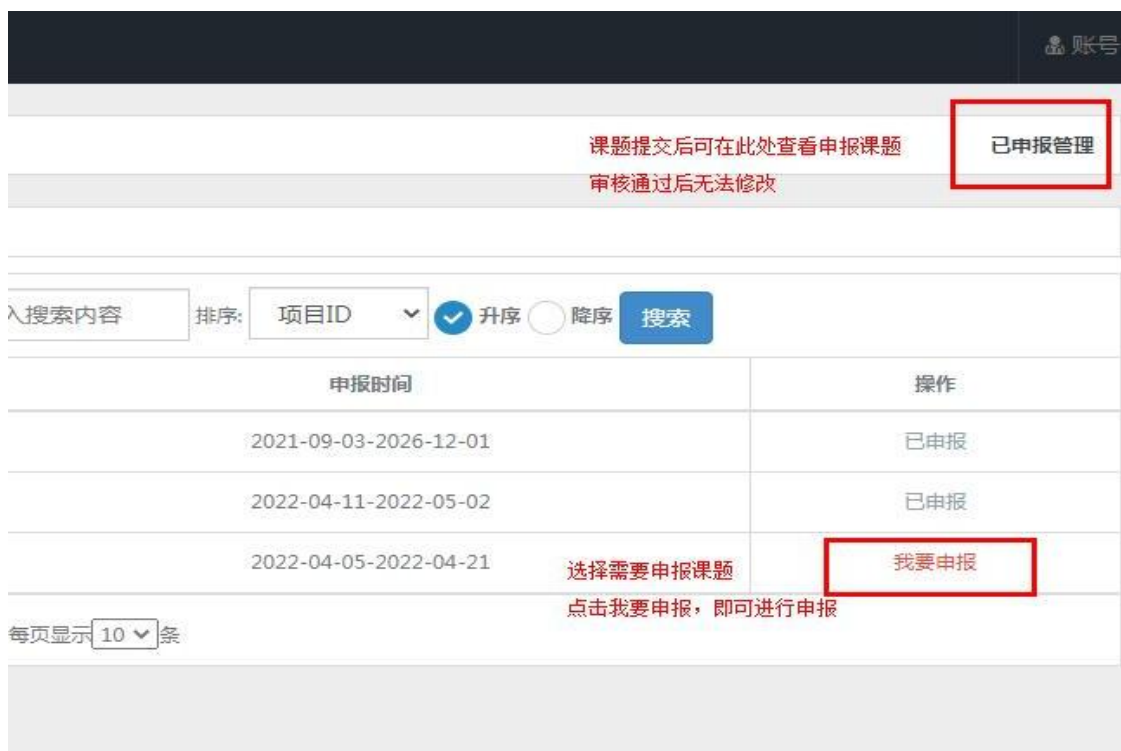 账号
课题提交后可在此处查看申报课题
已申报管理
审核通过后无法修改
入搜索内容 排序: 项目ID 升序 降序 搜索
申报时间 操作
2021-09-03-2026-12-01 已申报
2022-04-11-2022-05-02 已申报
2022-04-05-2022-04-21 我要申报
选择需要申报课题
点击我要申报，即可进行申报
每页显示 10 条